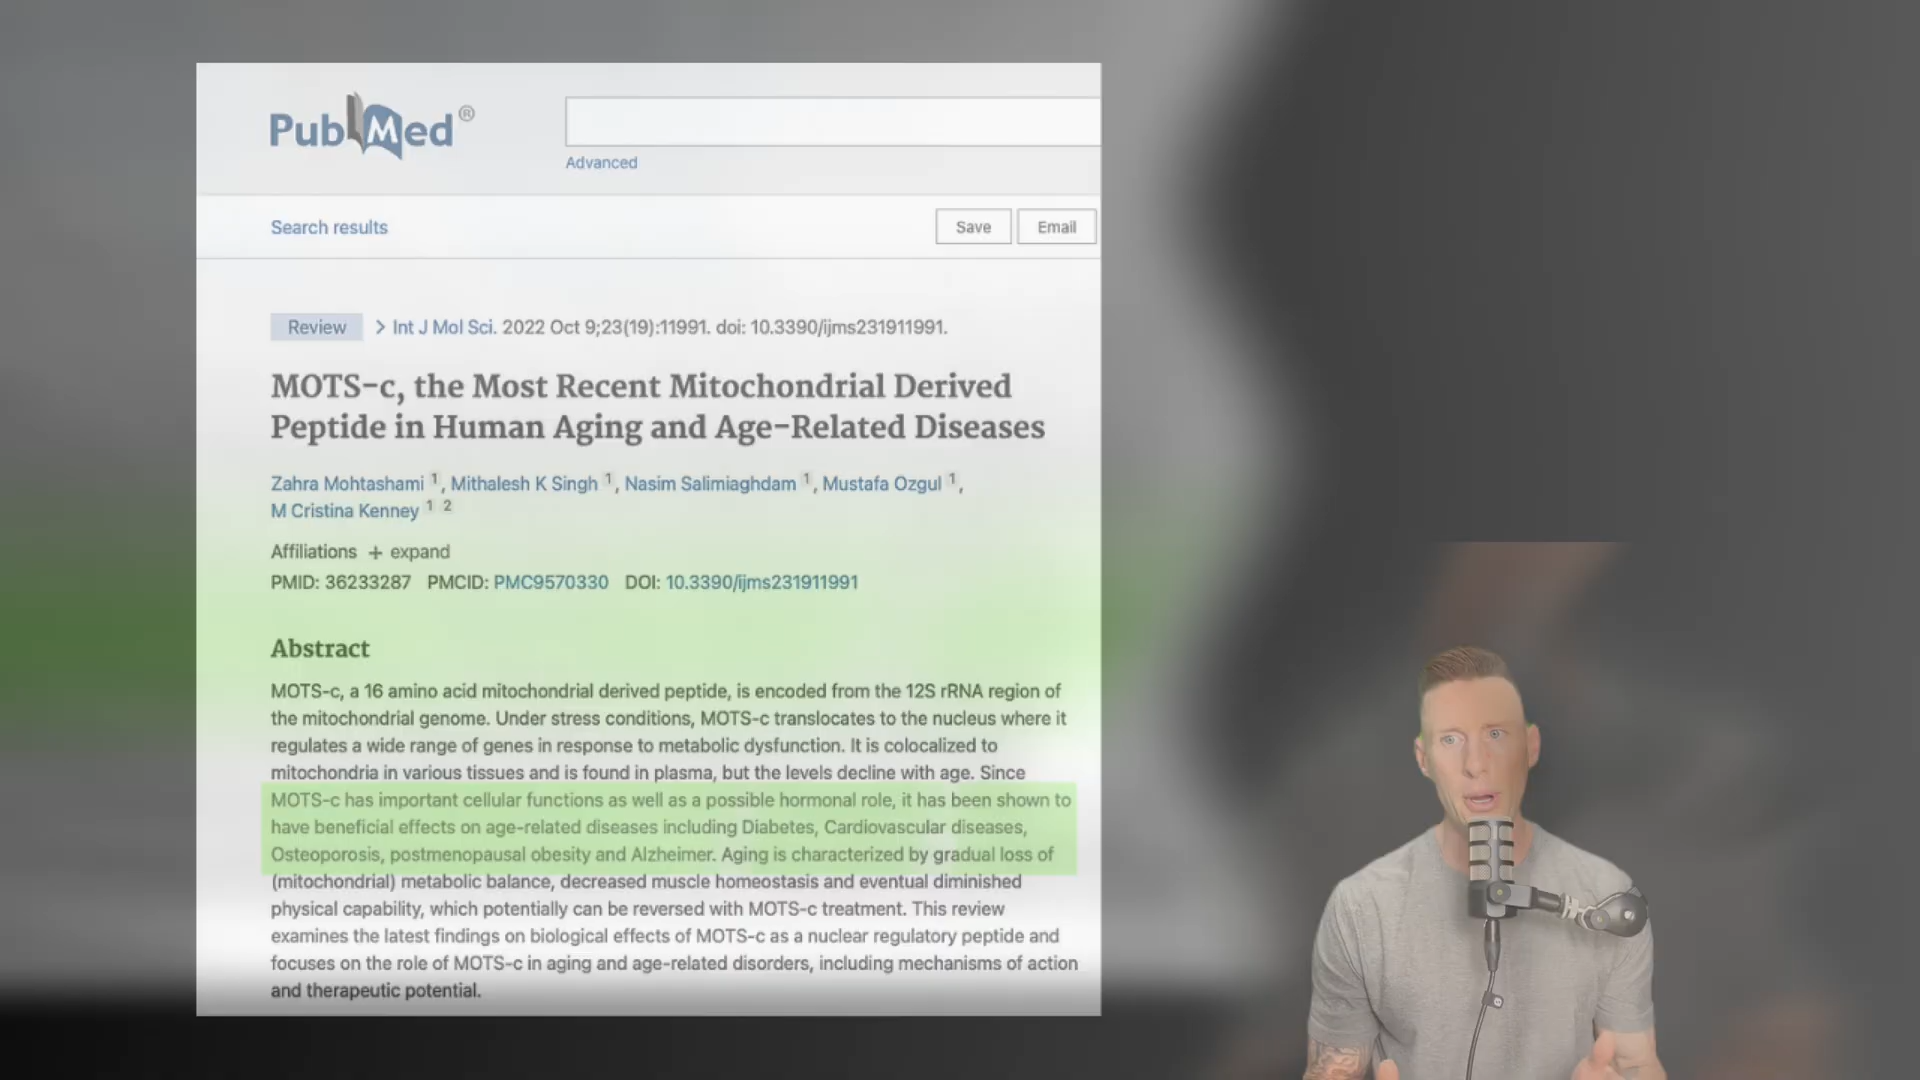 PubMed®
Advanced
Search results
Save
Email
Review > Int J Mol Sci. 2022 Oct 9;23(19):11991. doi: 10.3390/ijms231911991.
MOTS-c, the Most Recent Mitochondrial Derived
Peptide in Human Aging and Age-Related Diseases
Zahra Mohtashami 1, Mithalesh K Singh 1, Nasim Salimiaghdam 1, Mustafa Ozgul 1,
M Cristina Kenney 1 2
Affiliations + expand
PMID: 36233287 PMCID: PMC9570330 DOI: 10.3390/ijms231911991
Abstract
MOTS-c, a 16 amino acid mitochondrial derived peptide, is encoded from the 12S rRNA region of
the mitochondrial genome. Under stress conditions, MOTS-c translocates to the nucleus where it
regulates a wide range of genes in response to metabolic dysfunction. It is colocalized to
mitochondria in various tissues and is found in plasma, but the levels decline with age. Since
MOTS-c has important cellular functions as well as a possible hormonal role, it has been shown to
have beneficial effects on age-related diseases including Diabetes, Cardiovascular diseases,
Osteoporosis, postmenopausal obesity and Alzheimer. Aging is characterized by gradual loss of
(mitochondrial) metabolic balance, decreased muscle homeostasis and eventual diminished
physical capability, which potentially can be reversed with MOTS-c treatment. This review
examines the latest findings on biological effects of MOTS-c as a nuclear regulatory peptide and
focuses on the role of MOTS-c in aging and age-related disorders, including mechanisms of action
and therapeutic potential.